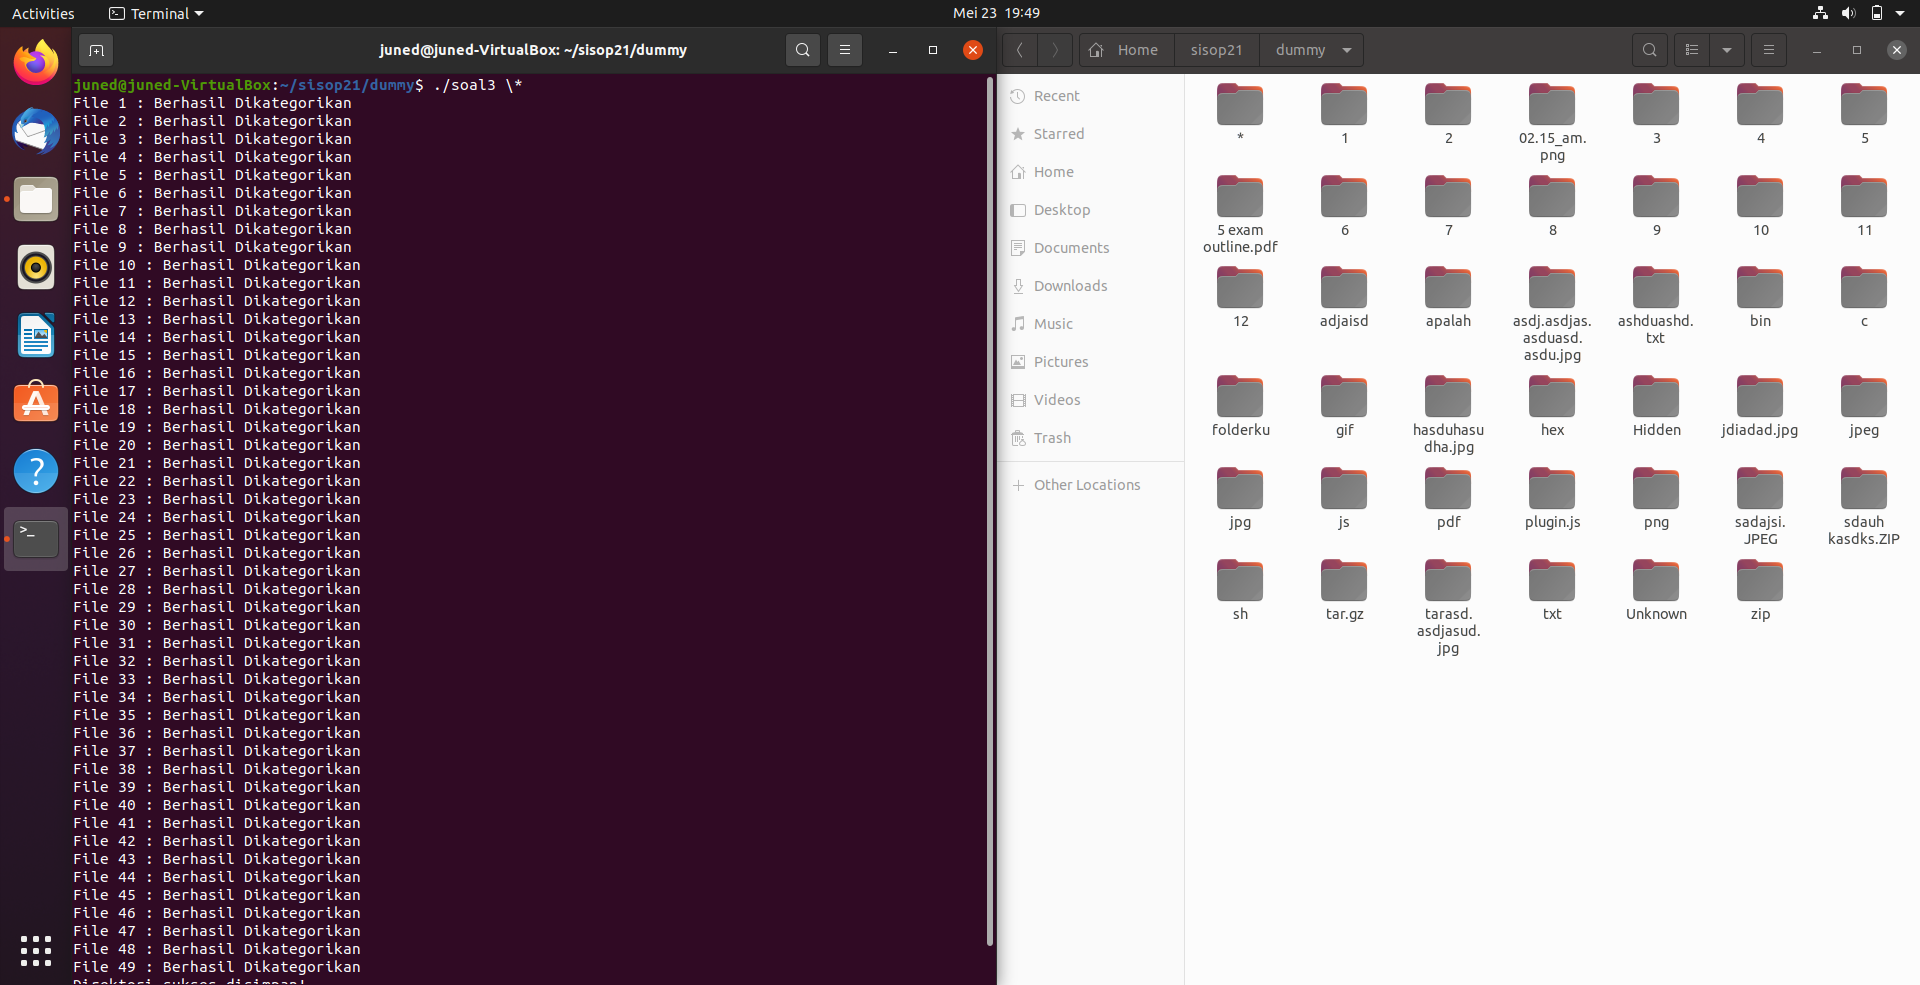 Activities
Terminal
Mei 23 19:49
juned@juned-VirtualBox: ~/sisop21/dummy
juned@juned-VirtualBox:~/sisop21/dummy$ ./soal3 \*
File 1 : Berhasil Dikategorikan
File 2 : Berhasil Dikategorikan
File 3 : Berhasil Dikategorikan
File 4 : Berhasil Dikategorikan
File 5 : Berhasil Dikategorikan
File 6 : Berhasil Dikategorikan
File 7 : Berhasil Dikategorikan
File 8 : Berhasil Dikategorikan
File 9 : Berhasil Dikategorikan
File 10 : Berhasil Dikategorikan
File 11 : Berhasil Dikategorikan
File 12 : Berhasil Dikategorikan
File 13 : Berhasil Dikategorikan
File 14 : Berhasil Dikategorikan
File 15 : Berhasil Dikategorikan
File 16 : Berhasil Dikategorikan
File 17 : Berhasil Dikategorikan
File 18 : Berhasil Dikategorikan
File 19 : Berhasil Dikategorikan
File 20 : Berhasil Dikategorikan
File 21 : Berhasil Dikategorikan
File 22 : Berhasil Dikategorikan
File 23 : Berhasil Dikategorikan
File 24 : Berhasil Dikategorikan
File 25 : Berhasil Dikategorikan
File 26 : Berhasil Dikategorikan
File 27 : Berhasil Dikategorikan
File 28 : Berhasil Dikategorikan
File 29 : Berhasil Dikategorikan
File 30 : Berhasil Dikategorikan
File 31 : Berhasil Dikategorikan
File 32 : Berhasil Dikategorikan
File 33 : Berhasil Dikategorikan
File 34 : Berhasil Dikategorikan
File 35 : Berhasil Dikategorikan
File 36 : Berhasil Dikategorikan
File 37 : Berhasil Dikategorikan
File 38 : Berhasil Dikategorikan
File 39 : Berhasil Dikategorikan
File 40 : Berhasil Dikategorikan
File 41 : Berhasil Dikategorikan
File 42 : Berhasil Dikategorikan
File 43 : Berhasil Dikategorikan
File 44 : Berhasil Dikategorikan
File 45 : Berhasil Dikategorikan
File 46 : Berhasil Dikategorikan
File 47 : Berhasil Dikategorikan
File 48 : Berhasil Dikategorikan
File 49 : Berhasil Dikategorikan
Direktori sukses disimpan!
Home sisop21 dummy
Recent
Starred
Home
Desktop
Documents
Downloads
Music
Pictures
Videos
Trash
Other Locations
*
1
2
02.15_am.
png
3
4
5
5 exam
outline.pdf
6
7
8
9
10
11
12
adjaisd
apalah
asdj.asdjas.
asduasd.
asdu.jpg
ashduashd.
txt
bin
c
folderku
gif
hasduhasu
dha.jpg
hex
Hidden
jdiadad.jpg
jpeg
jpg
js
pdf
plugin.js
png
sadajsi.
JPEG
sdauh
kasdks.ZIP
sh
tar.gz
tarasd.
asdjasud.
jpg
txt
Unknown
zip